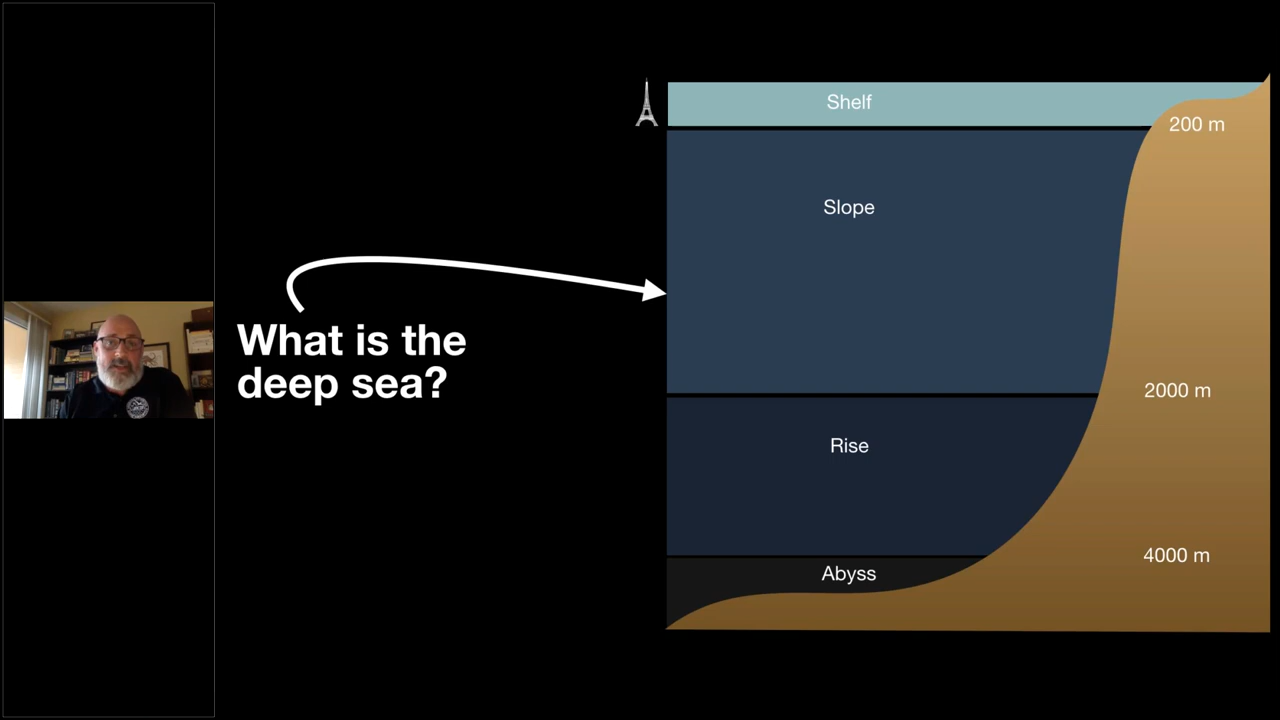 Shelf
200 m
Slope
What is the
deep sea?
2000 m
Rise
4000 m
Abyss